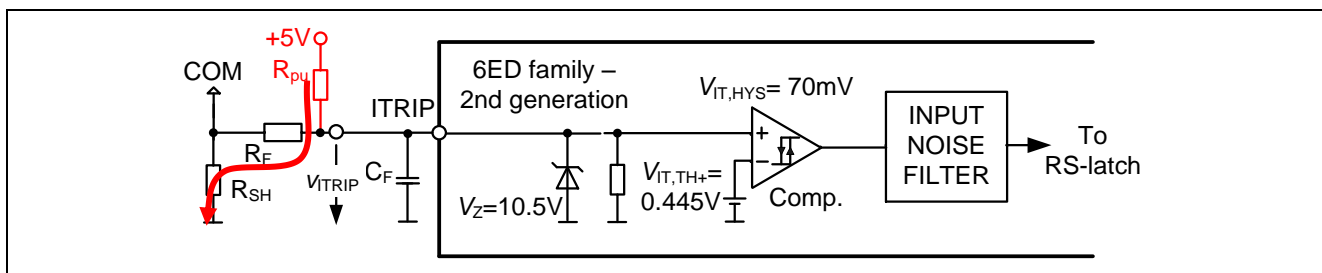 +5V
Rpu
COM
ITRIP
RF
RSH
vITRIP
CF
6ED family –
2nd generation
VIT,HYS= 70mV
VZ=10.5V
VIT,TH+=
0.445V
+
–
Comp.
INPUT
NOISE
FILTER
To
RS-latch